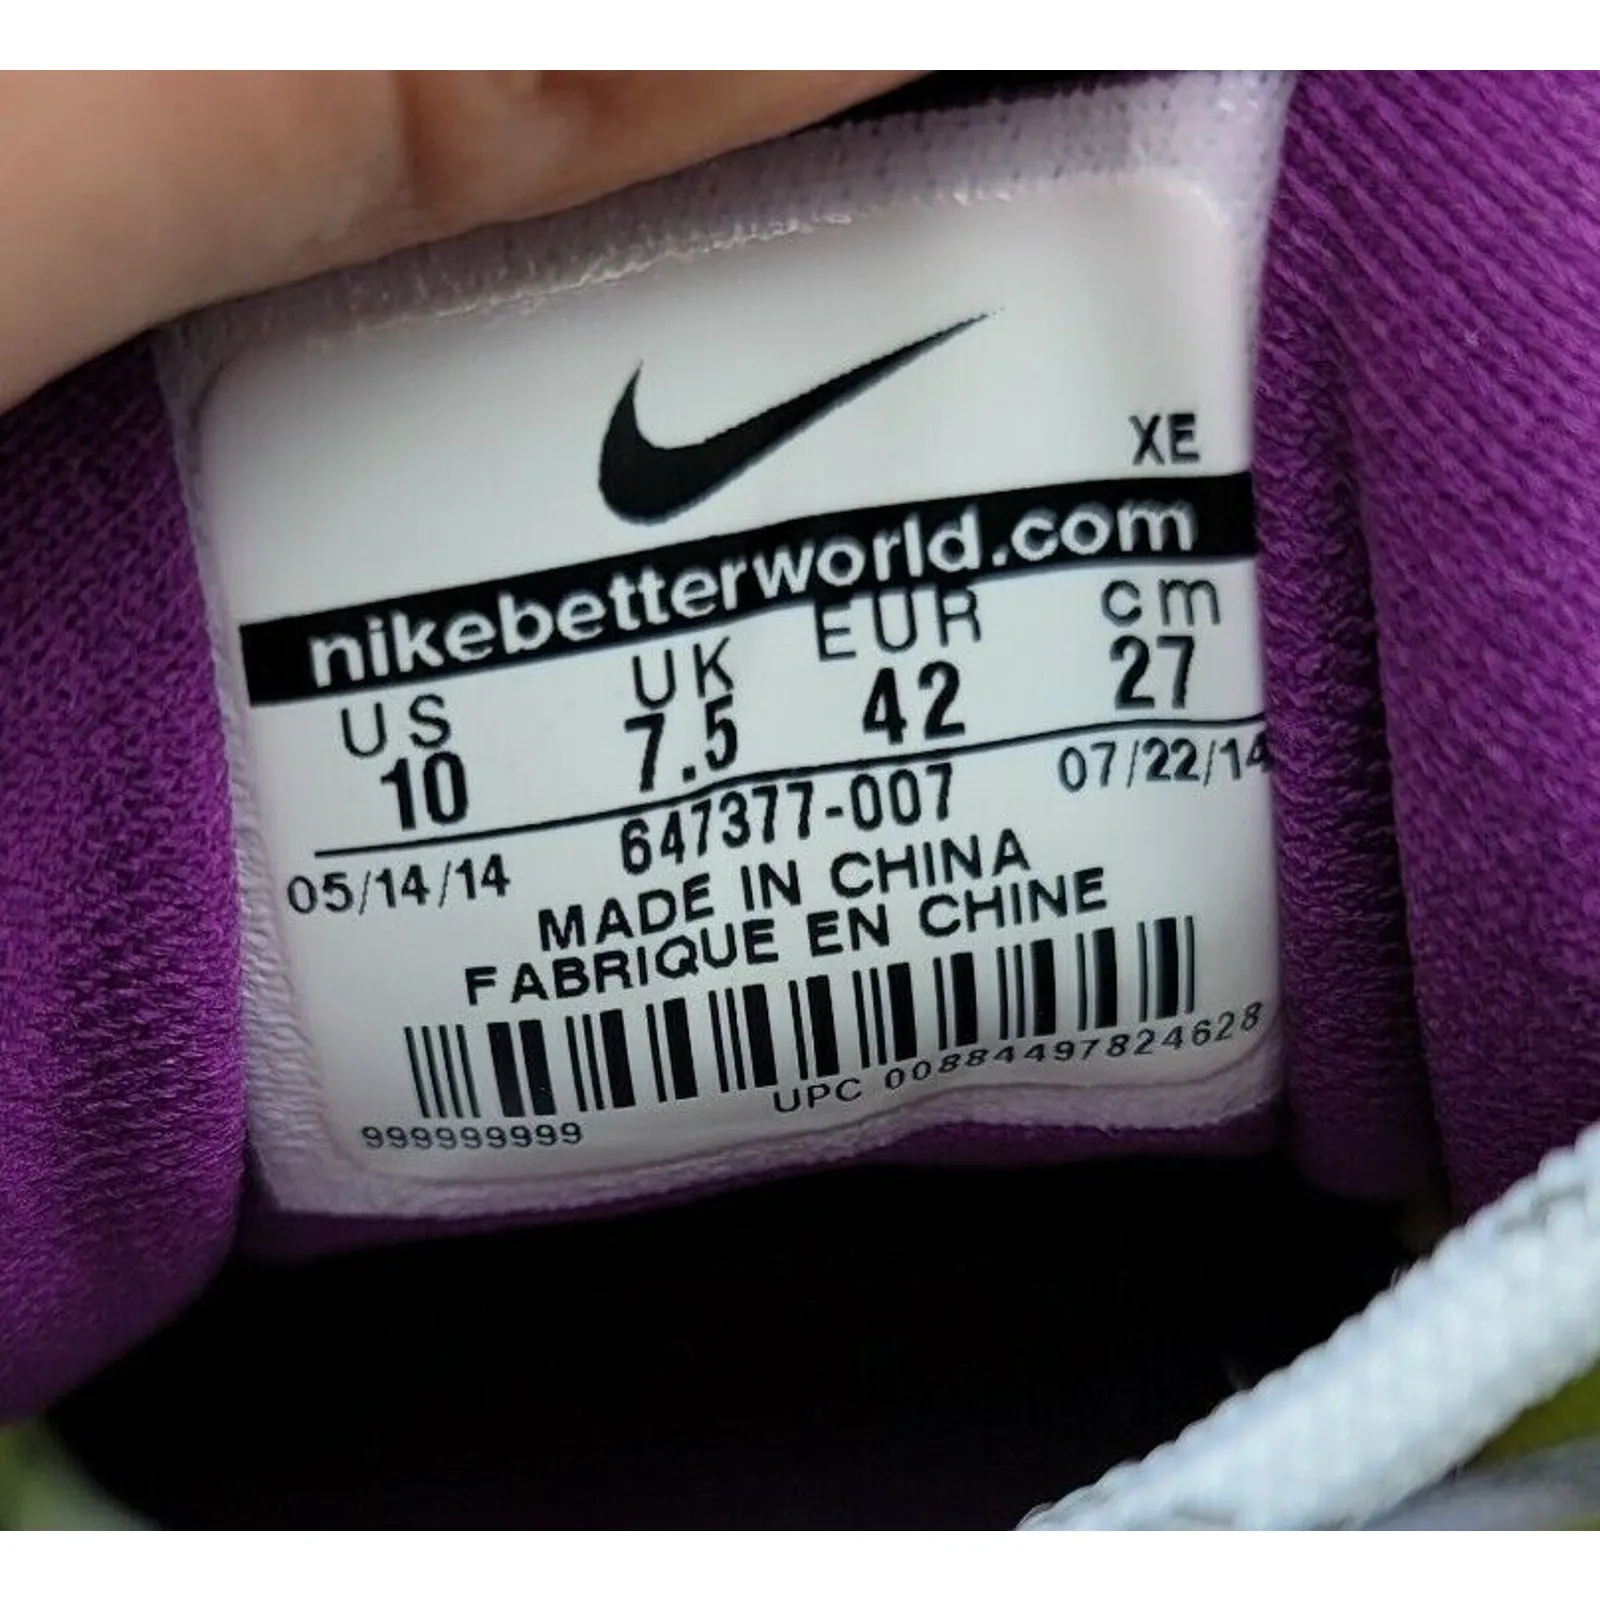 XE
nikebetterworld.com
US UK EUR cm
10 7.5 42 27
05/14/14 647377-007 07/22/14
MADE IN CHINA
FABRIQUE EN CHINE
UPC 00884497824628
999999999